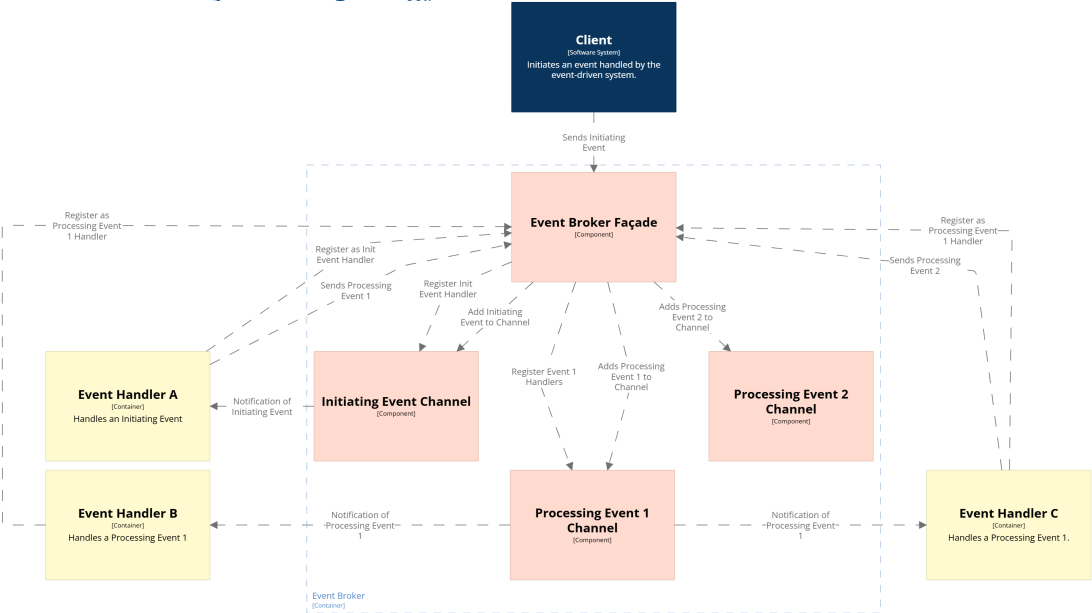 Client
[Software System]
Initiates an event handled by the
event-driven system.
Sends Initiating
Event
Event Broker Façade
[Component]
Register as
Processing Event
1 Handler
Register as
Processing Event
1 Handler
Register as Init
Event Handler
Sends Processing
Event 2
Sends Processing
Event 1
Register Init
Event Handler
Add Initiating
Event to Channel
Adds Processing
Event 2 to
Channel
Register Event 1
Handlers
Adds Processing
Event 1 to
Channel
Event Handler A
[Container]
Handles an Initiating Event
Notification of
Initiating Event
Initiating Event Channel
[Component]
Processing Event 2
Channel
[Component]
Event Handler B
[Container]
Handles a Processing Event 1
Notification of
Processing Event
1
Processing Event 1
Channel
[Component]
Notification of
Processing Event
1
Event Handler C
[Container]
Handles a Processing Event 1.
Event Broker
[Container]